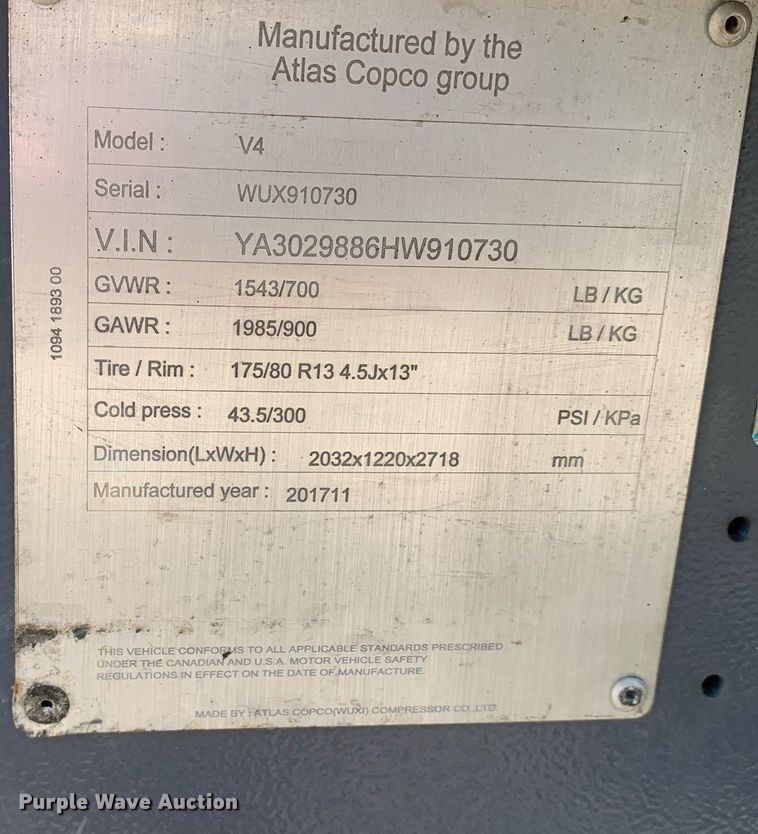 Manufactured by the
Atlas Copco group
Model : V4
Serial : WUX910730
V.I.N : YA3029886HW910730
GVWR : 1543/700 LB / KG
GAWR : 1985/900 LB / KG
Tire / Rim : 175/80 R13 4.5Jx13"
Cold press : 43.5/300 PSI / KPa
Dimension(LxWxH) : 2032x1220x2718 mm
Manufactured year : 201711
1094 1893 00
THIS VEHICLE CONFORMS TO ALL APPLICABLE STANDARDS PRESCRIBED
UNDER THE CANADIAN AND U.S.A. MOTOR VEHICLE SAFETY
REGULATIONS IN EFFECT ON THE DATE OF MANUFACTURE.
MADE BY : ATLAS COPCO(WUXI) COMPRESSOR CO.,LTD
Purple Wave Auction